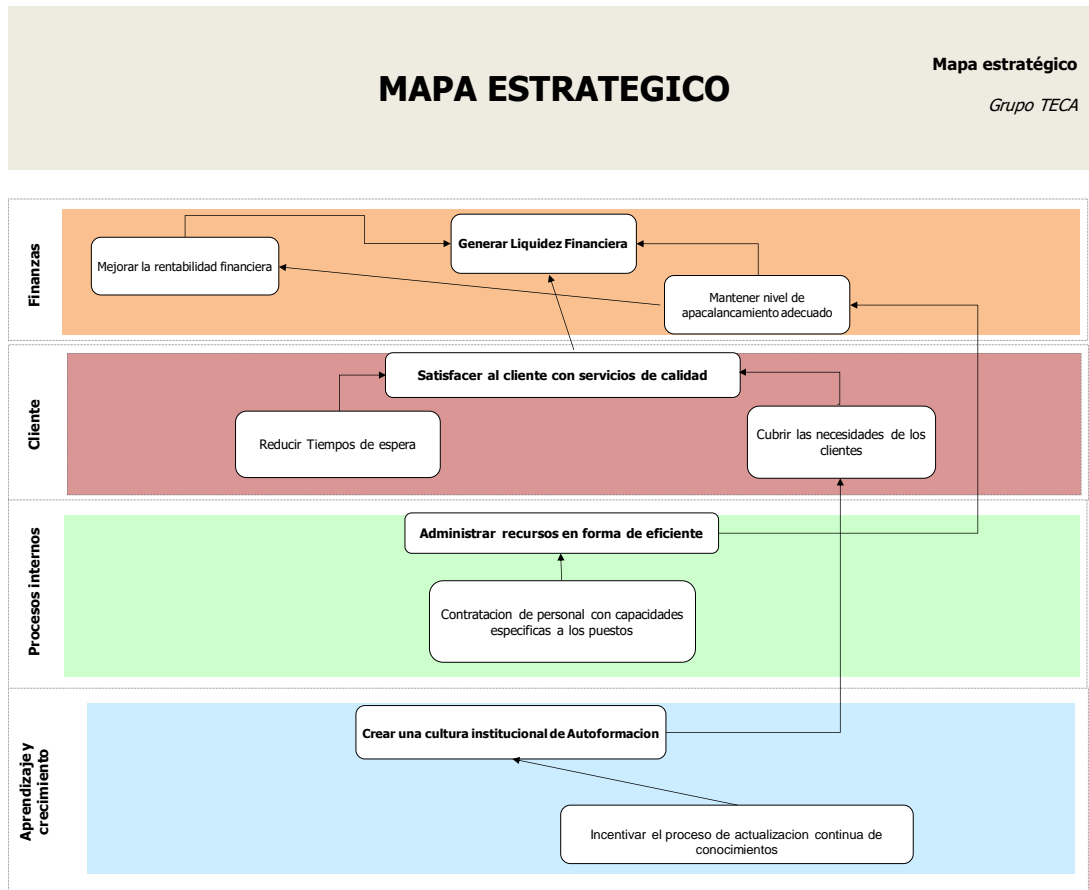 MAPA ESTRATEGICO
Mapa estratégico
Grupo TECA
Finanzas
Generar Liquidez Financiera
Mejorar la rentabilidad financiera
Mantener nivel de
apacalancamiento adecuado
Cliente
Satisfacer al cliente con servicios de calidad
Reducir Tiempos de espera
Cubrir las necesidades de los
clientes
Procesos internos
Administrar recursos en forma de eficiente
Contratacion de personal con capacidades
especificas a los puestos
Aprendizaje y
crecimiento
Crear una cultura institucional de Autoformacion
Incentivar el proceso de actualizacion continua de
conocimientos